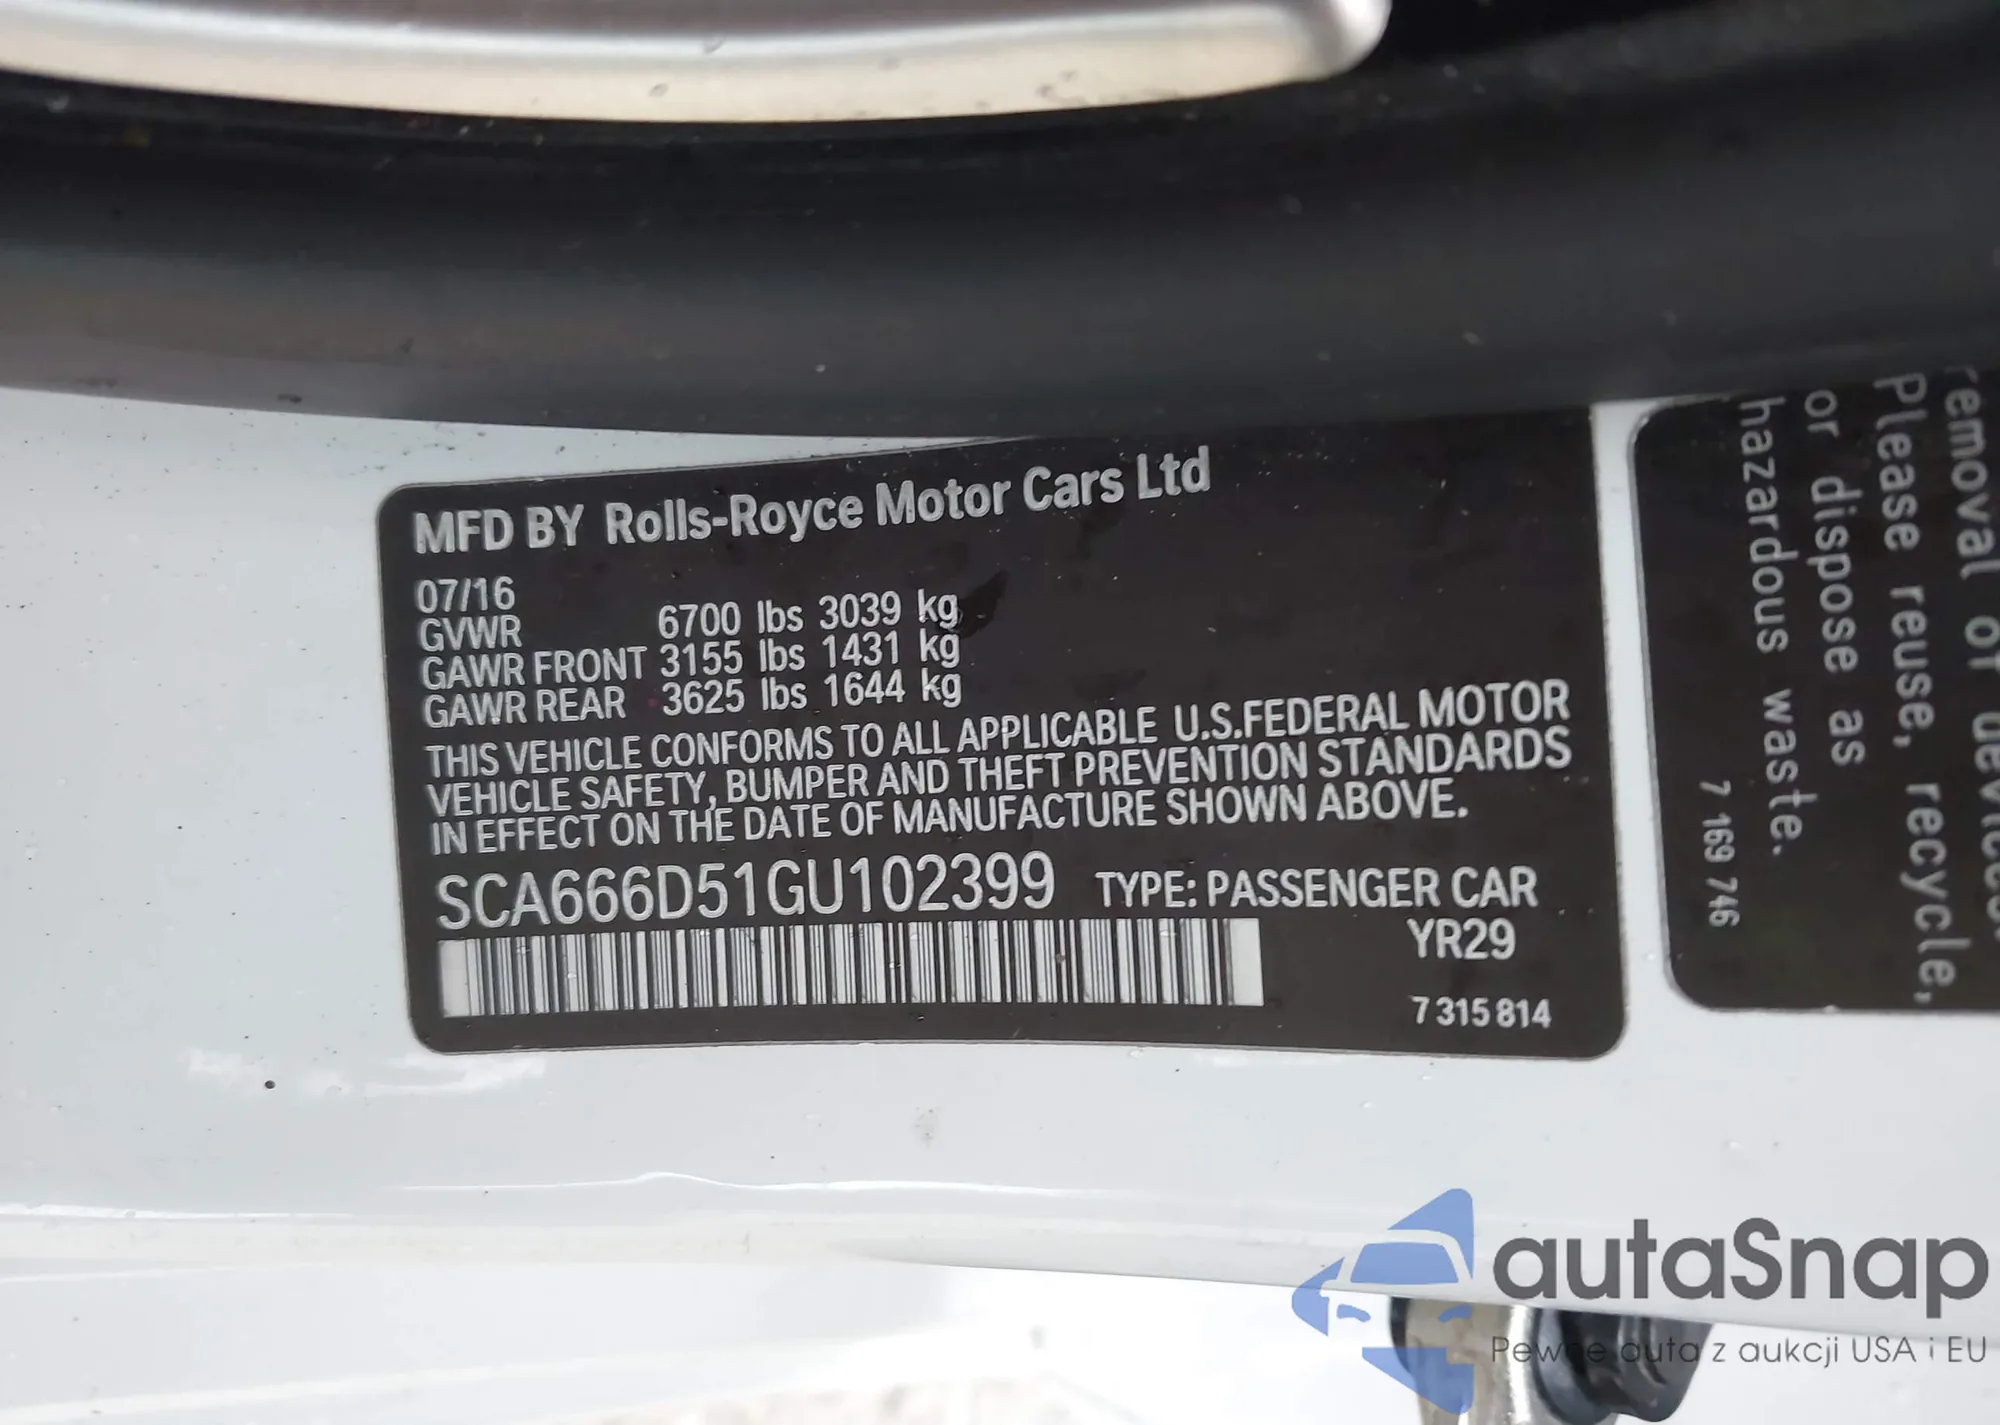 MFD BY Rolls-Royce Motor Cars Ltd
07/16
GVWR 6700 lbs 3039 kg
GAWR FRONT 3155 lbs 1431 kg
GAWR REAR 3625 lbs 1644 kg
THIS VEHICLE CONFORMS TO ALL APPLICABLE U.S.FEDERAL MOTOR
VEHICLE SAFETY, BUMPER AND THEFT PREVENTION STANDARDS
IN EFFECT ON THE DATE OF MANUFACTURE SHOWN ABOVE.
SCA666D51GU102399 TYPE: PASSENGER CAR
YR29
7 315 814
removal of
Please reuse, recycle,
or dispose as
hazardous waste.
7 169 746
autaSnap
Pewne auta z aukcji USA i EU